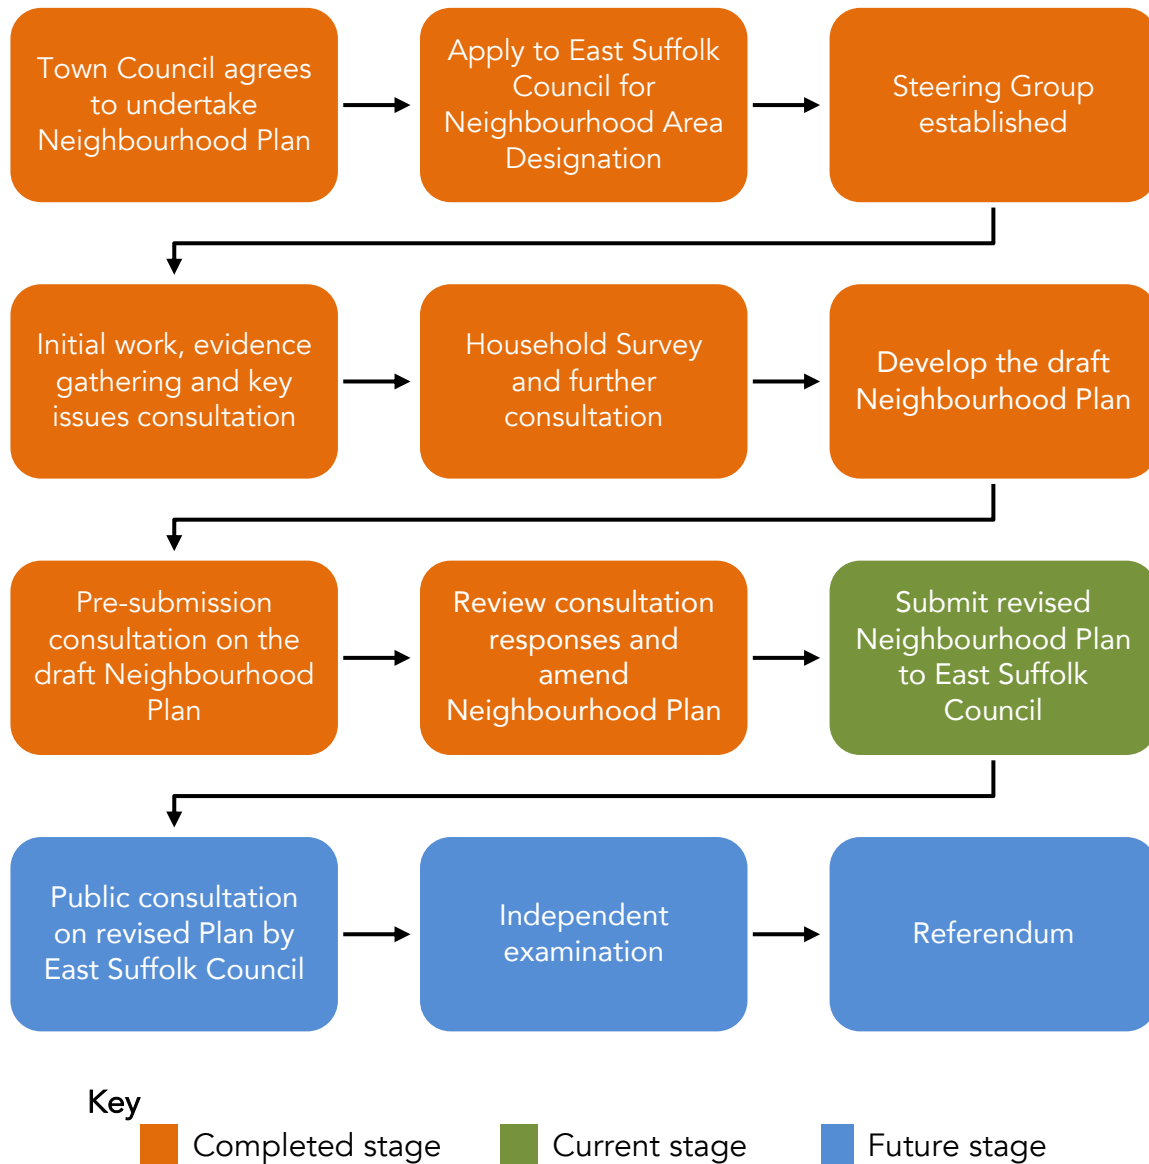 Town Council agrees
to undertake
Neighbourhood Plan
Apply to East Suffolk
Council for
Neighbourhood Area
Designation
Steering Group
established
Initial work, evidence
gathering and key
issues consultation
Household Survey
and further
consultation
Develop the draft
Neighbourhood Plan
Pre-submission
consultation on the
draft Neighbourhood
Plan
Review consultation
responses and
amend
Neighbourhood Plan
Submit revised
Neighbourhood Plan
to East Suffolk
Council
Public consultation
on revised Plan by
East Suffolk Council
Independent
examination
Referendum
Key
Completed stage
Current stage
Future stage